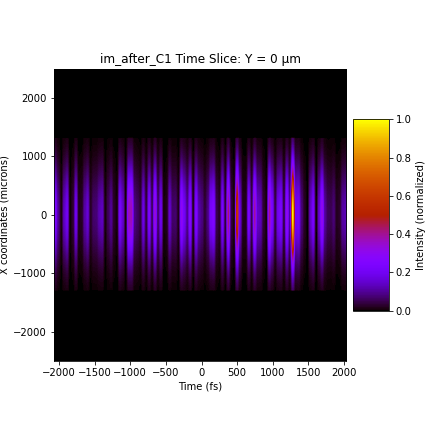 im_after_C1 Time Slice: Y = 0 μm
2000
1000
0
−1000
−2000
X coordinates (microns)
−2000 −1500 −1000 −500 0 500 1000 1500 2000
Time (fs)
1.0
0.8
0.6
0.4
0.2
0.0
Intensity (normalized)